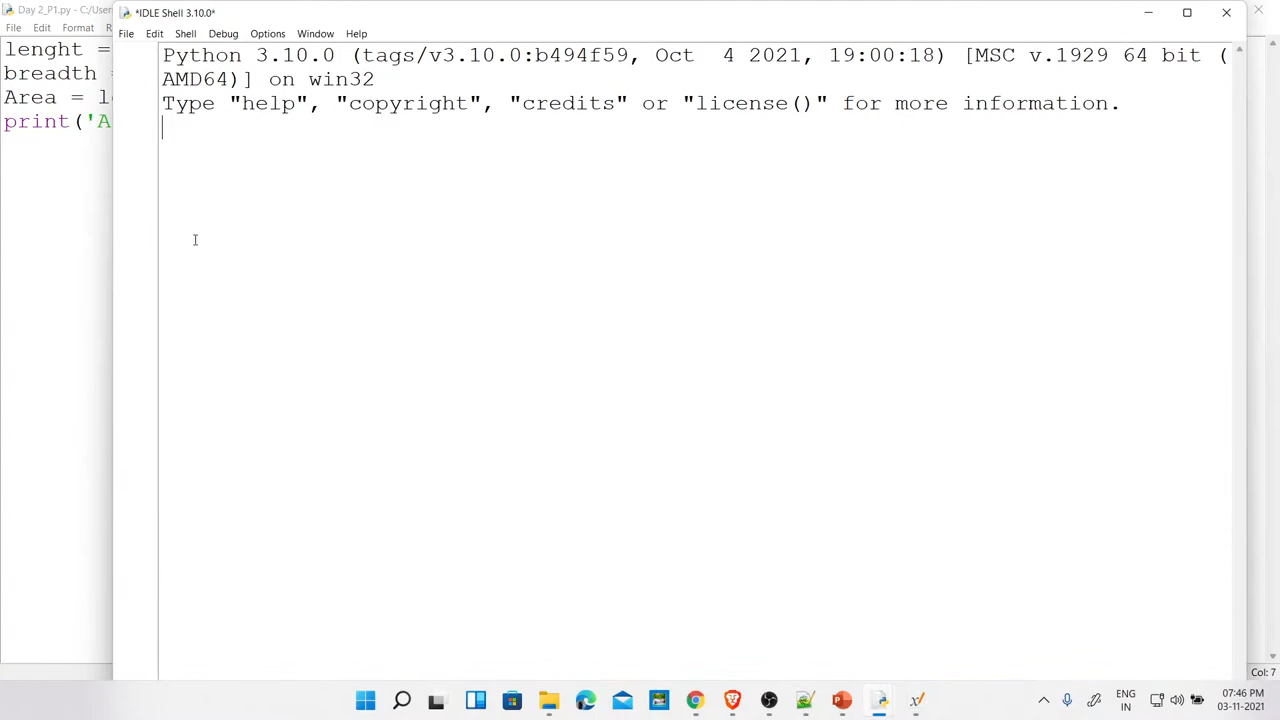 Day 2_P1.py - C:/Users
File Edit Format
lenght =
breadth =
Area = l
print('A
*IDLE Shell 3.10.0*
File Edit Shell Debug Options Window Help
Python 3.10.0 (tags/v3.10.0:b494f59, Oct  4 2021, 19:00:18) [MSC v.1929 64 bit (
AMD64)] on win32
Type "help", "copyright", "credits" or "license()" for more information.
Col: 7
ENG
IN
07:46 PM
03-11-2021